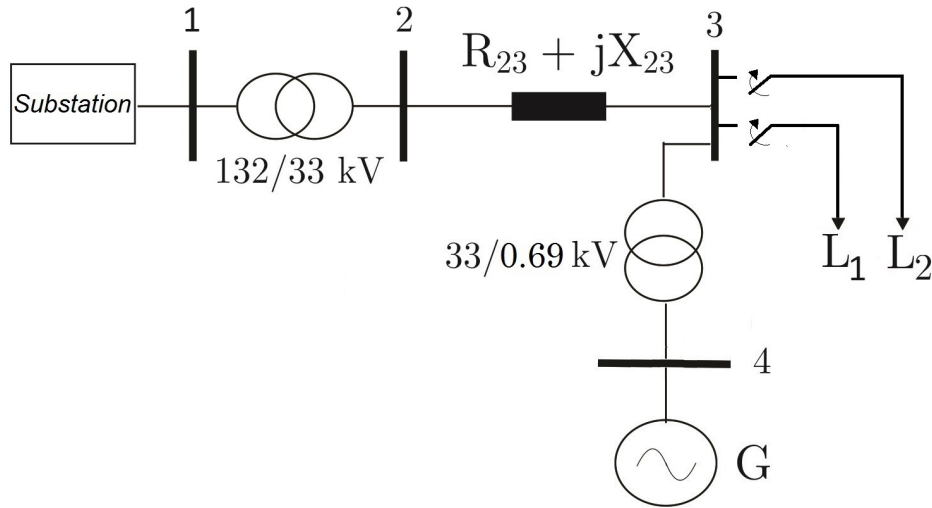 1
2
3
R₂₃ + jX₂₃
Substation
132/33 kV
33/0.69 kV
L₁
L₂
4
G